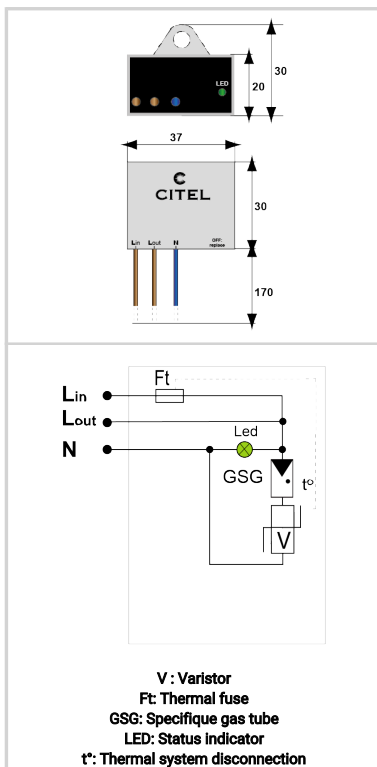 30
LED
20
37
C
CITEL
30
Lin Lout N OFF: replace
170
Ft
Lin
Lout
Led
N
GSG
t°
V
V : Varistor
Ft: Thermal fuse
GSG: Specifique gas tube
LED: Status indicator
t°: Thermal system disconnection